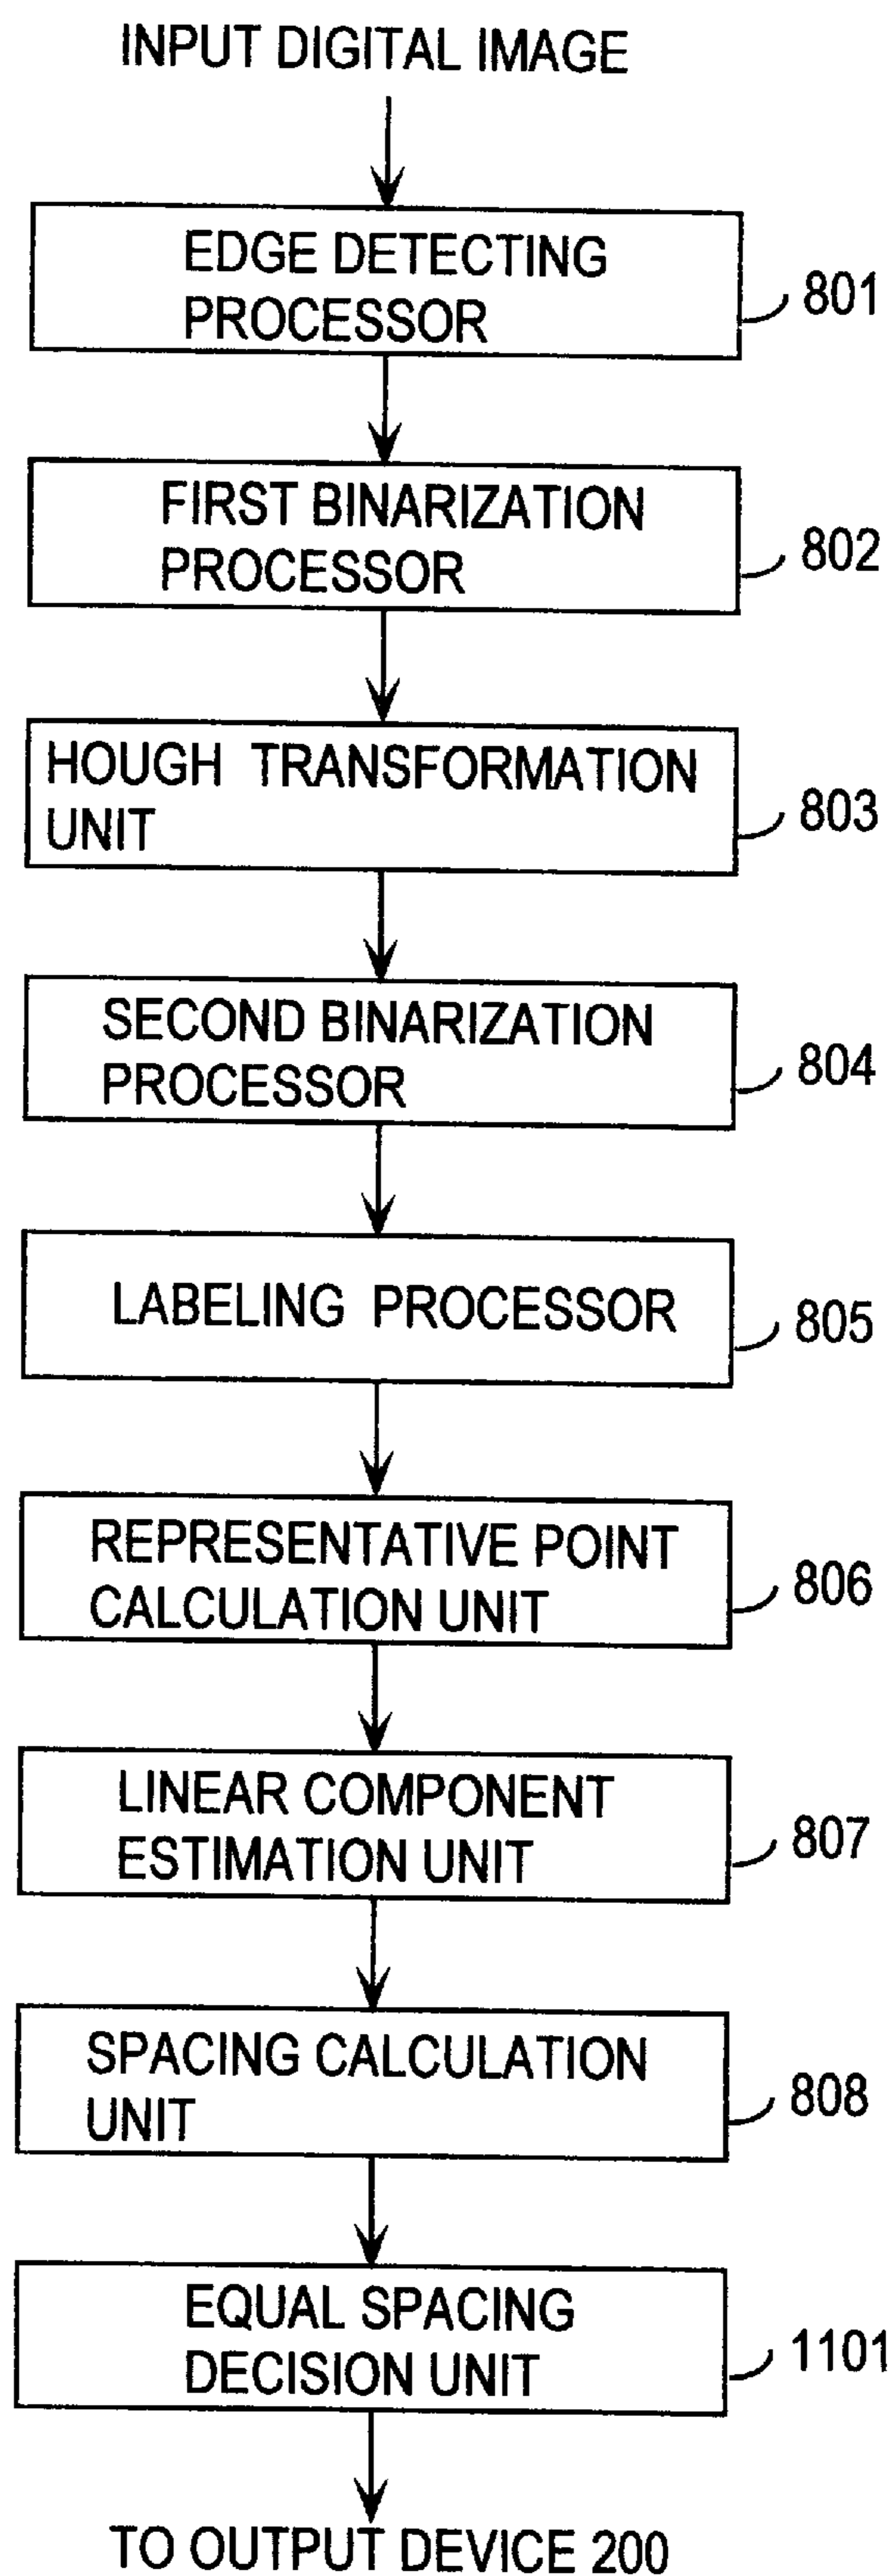 INPUT DIGITAL IMAGE
EDGE DETECTING
PROCESSOR
801
FIRST BINARIZATION
PROCESSOR
802
HOUGH TRANSFORMATION
UNIT
803
SECOND BINARIZATION
PROCESSOR
804
LABELING PROCESSOR
805
REPRESENTATIVE POINT
CALCULATION UNIT
806
LINEAR COMPONENT
ESTIMATION UNIT
807
SPACING CALCULATION
UNIT
808
EQUAL SPACING
DECISION UNIT
1101
TO OUTPUT DEVICE 200